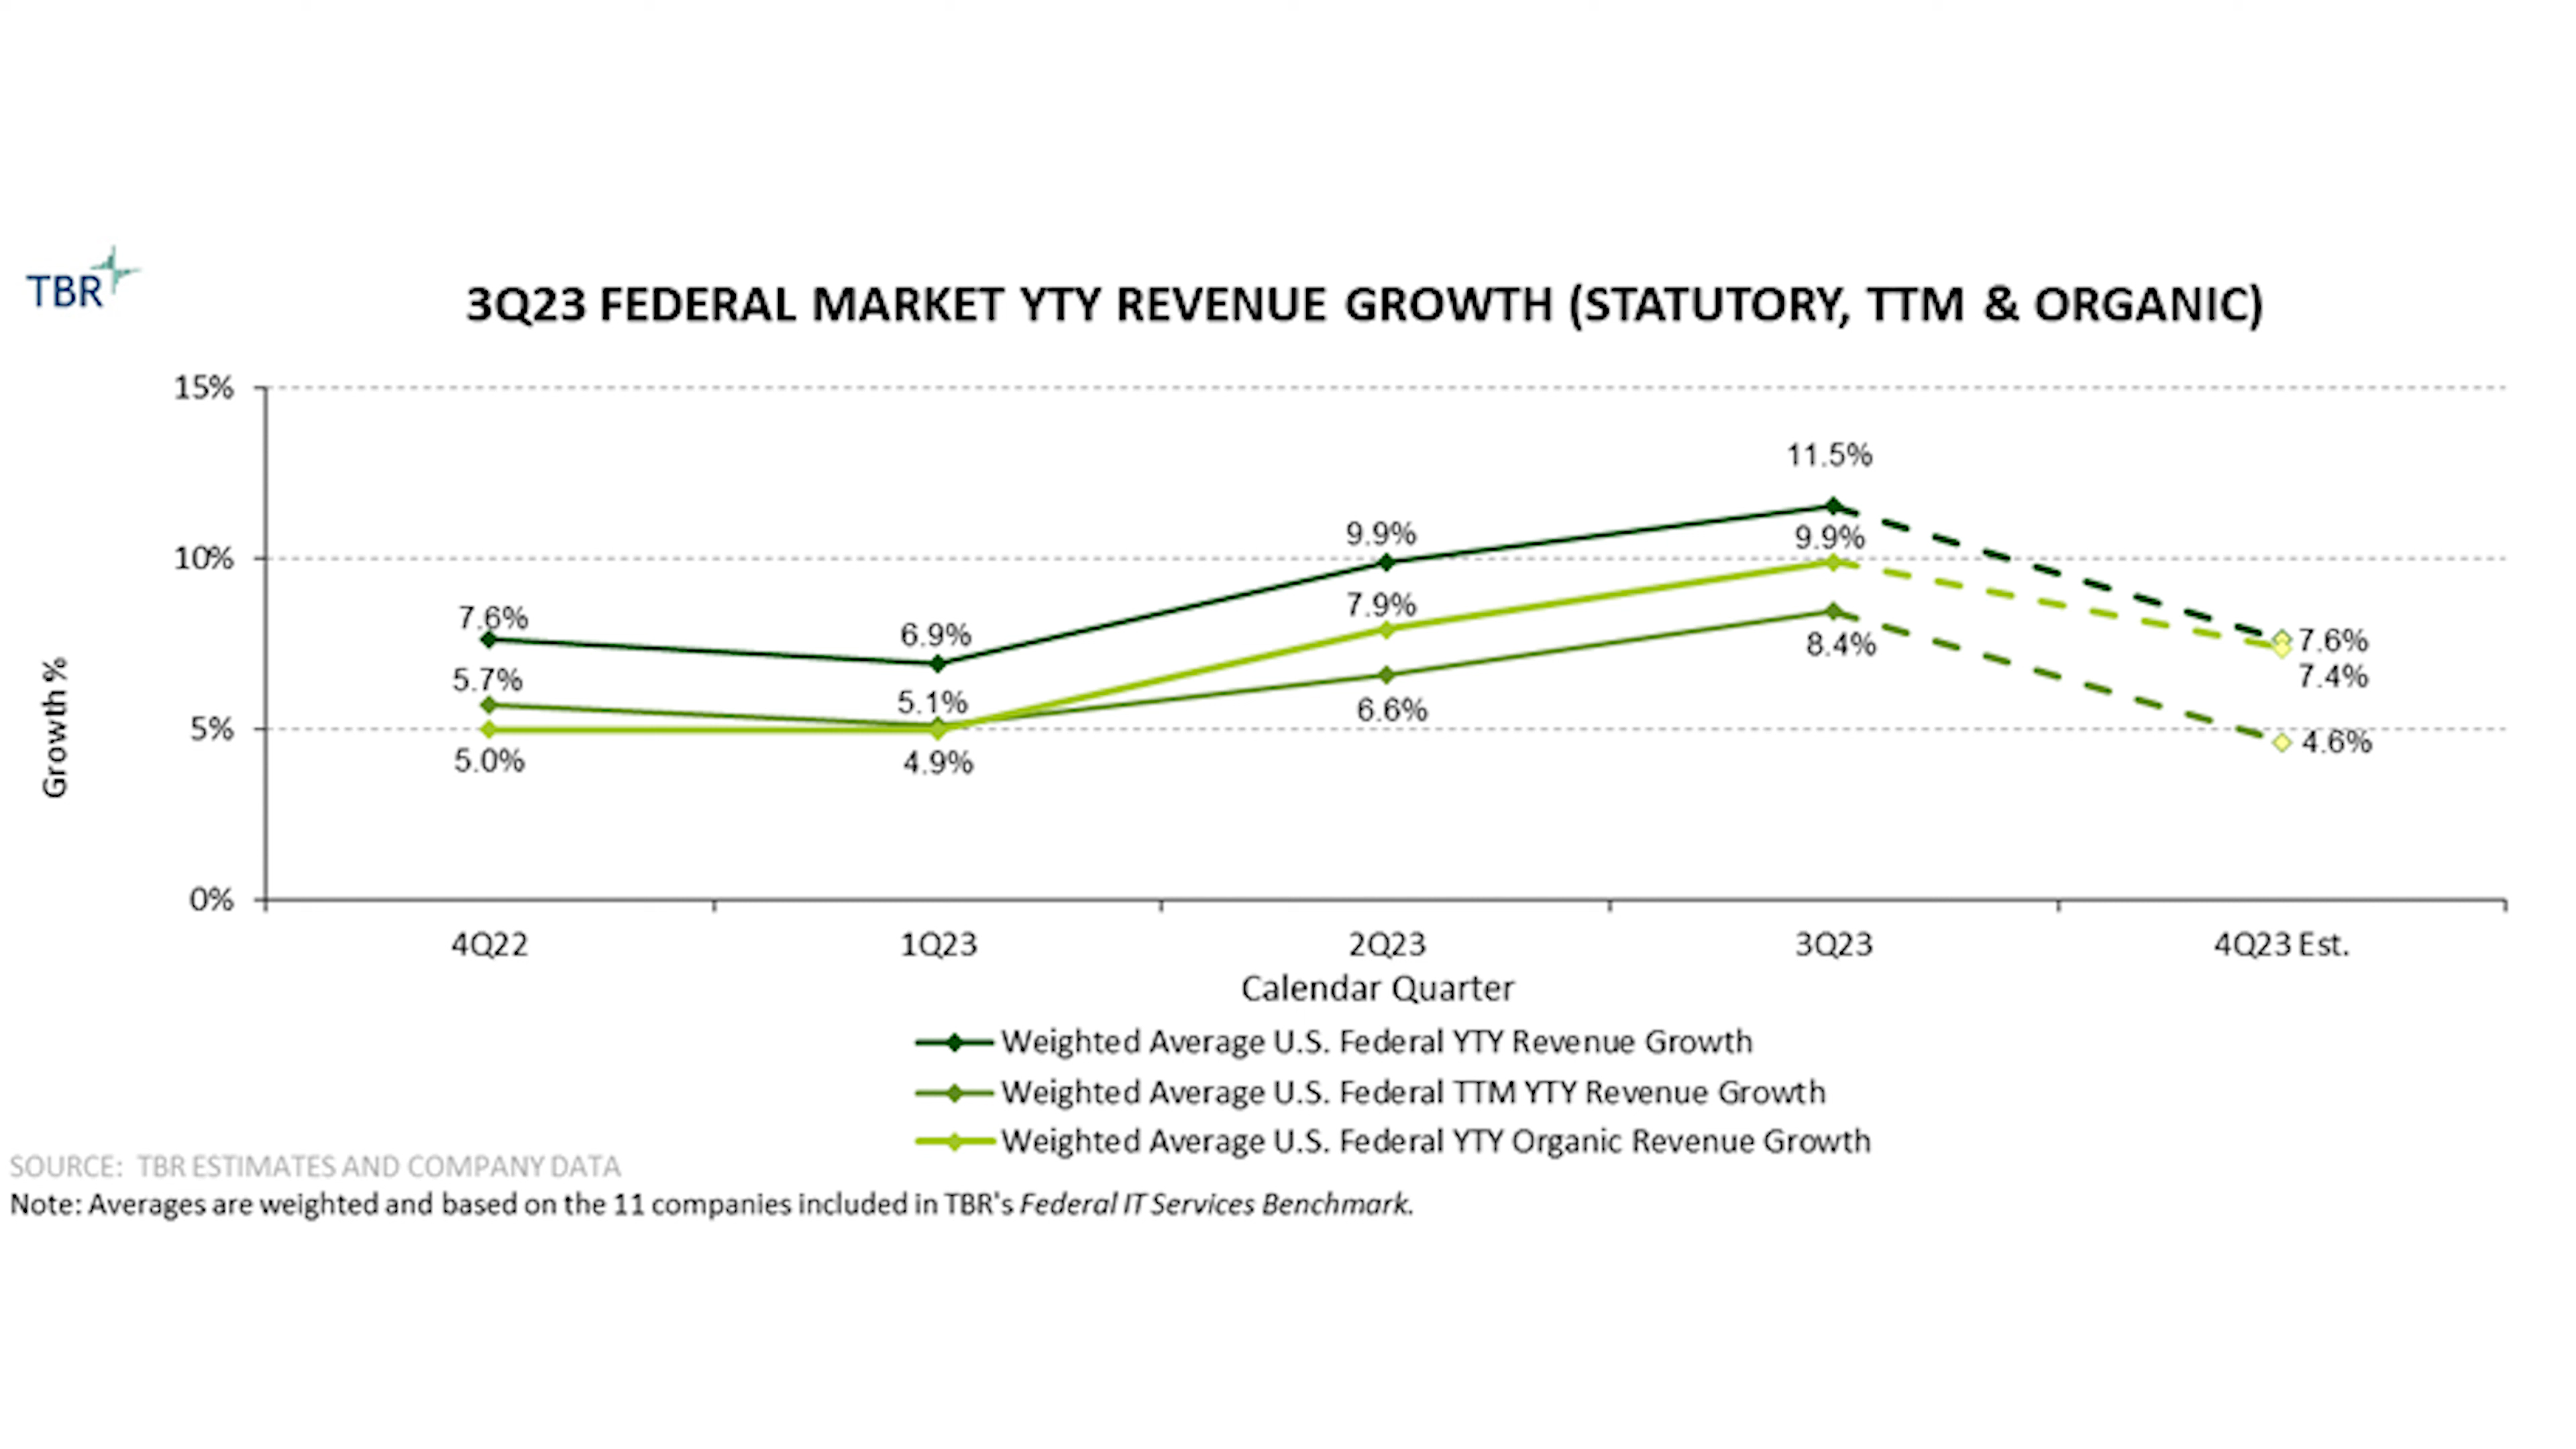 TBR
3Q23 FEDERAL MARKET YTY REVENUE GROWTH (STATUTORY, TTM & ORGANIC)
15%
10%
5%
0%
Growth %
11.5%
9.9%
9.9%
7.6%
6.9%
7.9%
8.4%
7.6%
7.4%
5.7%
5.1%
6.6%
4.6%
5.0%
4.9%
4Q22 1Q23 2Q23 3Q23 4Q23 Est.
Calendar Quarter
Weighted Average U.S. Federal YTY Revenue Growth
Weighted Average U.S. Federal TTM YTY Revenue Growth
Weighted Average U.S. Federal YTY Organic Revenue Growth
SOURCE: TBR ESTIMATES AND COMPANY DATA
Note: Averages are weighted and based on the 11 companies included in TBR's Federal IT Services Benchmark.